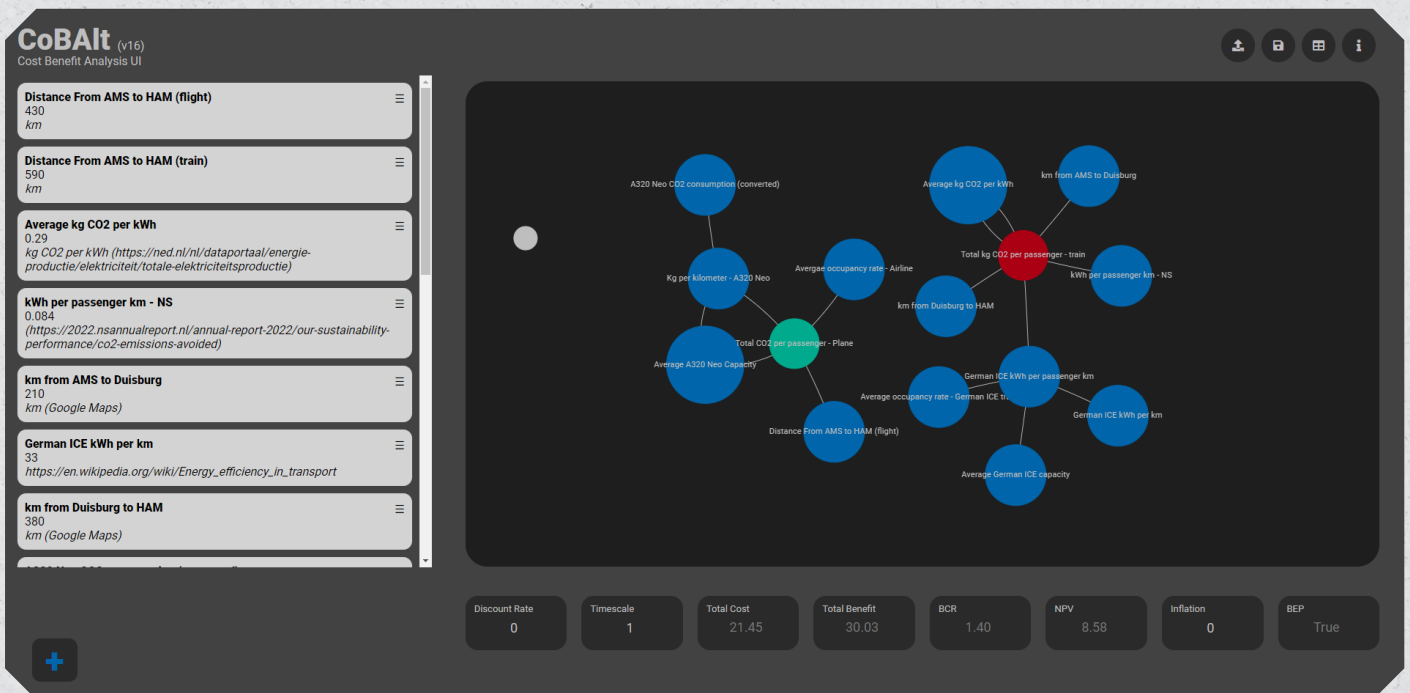 CoBAlt (v16)
Cost Benefit Analysis UI
Distance From AMS to HAM (flight)
430
km
Distance From AMS to HAM (train)
590
km
Average kg CO2 per kWh
0.29
kg CO2 per kWh (https://ned.nl/nl/dataportaal/energie-
productie/elektriciteit/totale-elektriciteitsproductie)
kWh per passenger km - NS
0.084
(https://2022.nsannualreport.nl/annual-report-2022/our-sustainability-
performance/co2-emissions-avoided)
km from AMS to Duisburg
210
km (Google Maps)
German ICE kWh per km
33
https://en.wikipedia.org/wiki/Energy_efficiency_in_transport
km from Duisburg to HAM
380
km (Google Maps)
A320 Neo CO2 consumption (converted)
Average kg CO2 per kWh
km from AMS to Duisburg
Total kg CO2 per passenger - train
Avergae occupancy rate - Airline
Kg per kilometer - A320 Neo
kWh per passenger km - NS
km from Duisburg to HAM
Total CO2 per passenger - Plane
Average A320 Neo Capacity
German ICE kWh per passenger km
Average occupancy rate - German ICE
German ICE kWh per km
Distance From AMS to HAM (flight)
Average German ICE capacity
Discount Rate
0
Timescale
1
Total Cost
21.45
Total Benefit
30.03
BCR
1.40
NPV
8.58
Inflation
0
BEP
True